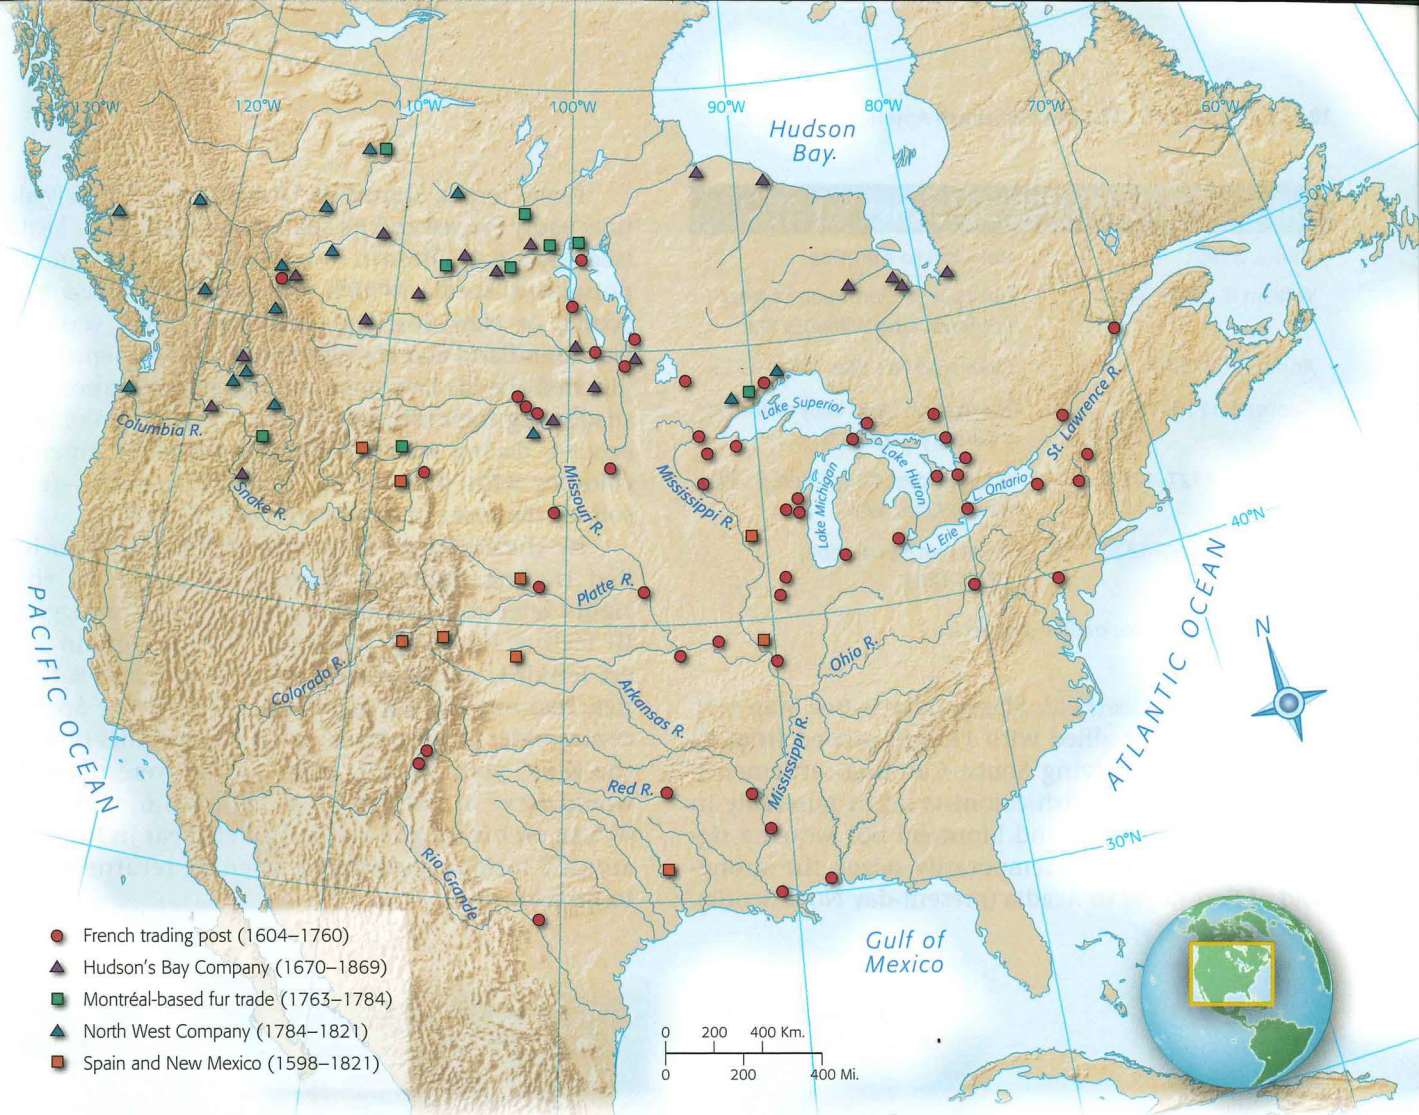 130°W
120°W
110°W
100°W
90°W
80°W
70°W
60°W
Hudson
Bay.
50°N
Columbia R.
Snake R.
Missouri R.
Mississippi R.
Lake Superior
Lake Michigan
Lake Huron
L. Ontario
L. Erie
St. Lawrence R.
40°N
Platte R.
Ohio R.
Colorado R.
Arkansas R.
Mississippi R.
Red R.
Rio Grande
30°N
PACIFIC OCEAN
ATLANTIC OCEAN
N
Gulf of
Mexico
French trading post (1604–1760)
Hudson's Bay Company (1670–1869)
Montréal-based fur trade (1763–1784)
North West Company (1784–1821)
Spain and New Mexico (1598–1821)
0 200 400 Km.
0 200 400 Mi.